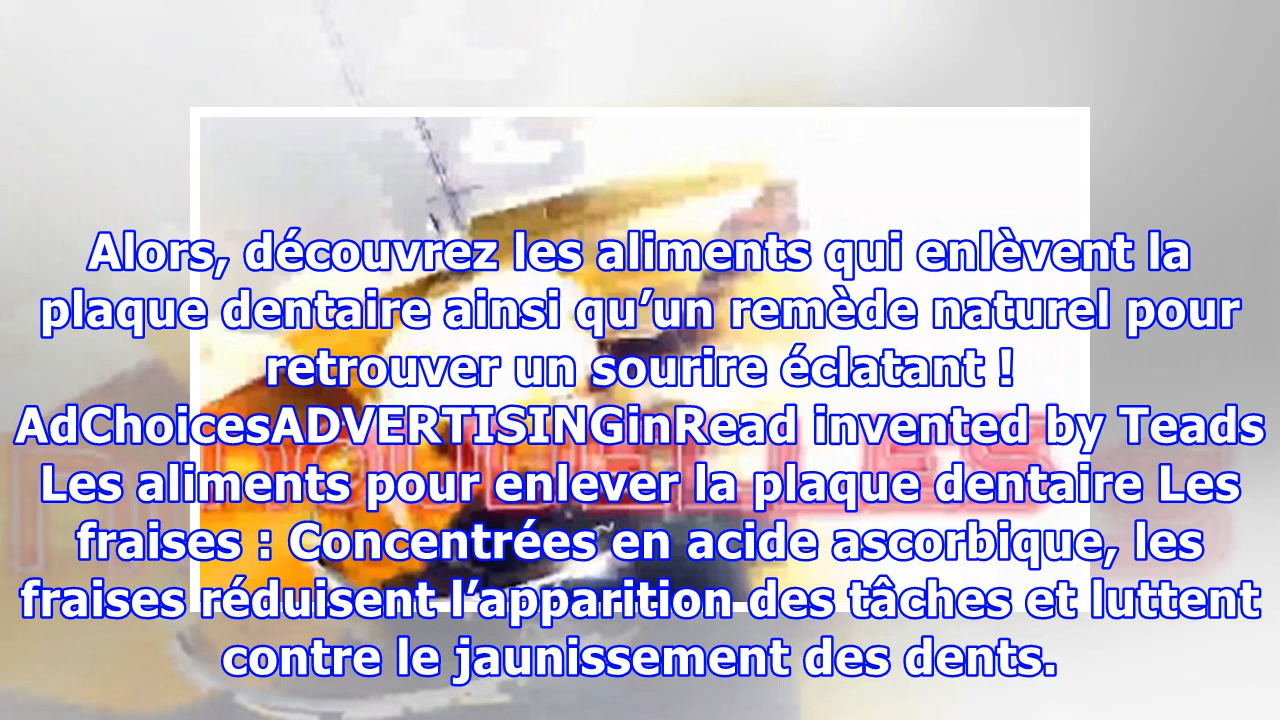 Alors, découvrez les aliments qui enlèvent la
plaque dentaire ainsi qu’un remède naturel pour
retrouver un sourire éclatant !
AdChoicesADVERTISINGinRead invented by Teads
Les aliments pour enlever la plaque dentaire Les
fraises : Concentrées en acide ascorbique, les
fraises réduisent l’apparition des tâches et luttent
contre le jaunissement des dents.